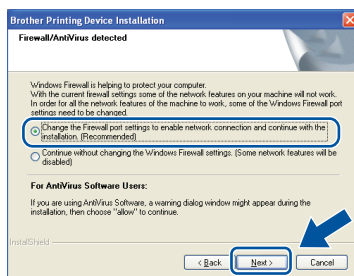 Brother Printing Device Installation
Firewall/AntiVirus detected
Windows Firewall is helping to protect your computer.
With the current firewall settings some of the network features on your machine will not work.
In order for all the network features of the machine to work, some of the Windows Firewall port
settings need to be changed.
Change the Firewall port settings to enable network connection and continue with the
installation. (Recommended)
Continue without changing the Windows Firewall settings. (Some network features will be
disabled)
For AntiVirus Software Users:
If you are using AntiVirus Software, a warning dialog window might appear during the
installation, then choose "allow" to continue.
InstallShield
< Back
Next >
Cancel